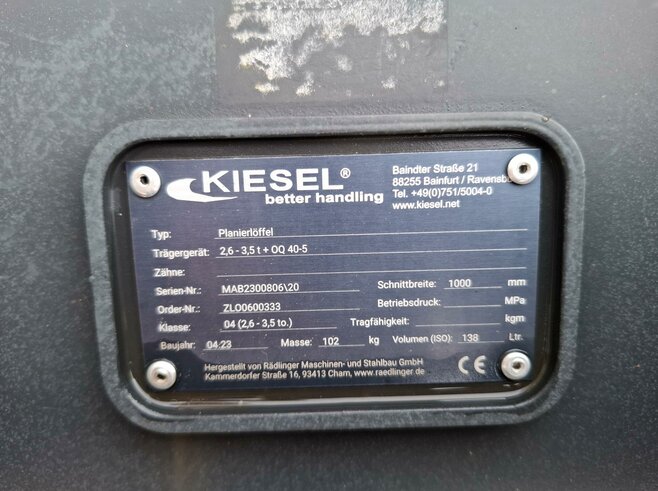 KIESEL®
better handling
Baindter Straße 21
88255 Bainfurt / Ravensbu
Tel. +49(0)751/5004-0
www.kiesel.net
Typ: Planierlöffel
Trägergerät: 2,6 - 3,5 t + OQ 40-5
Zähne:
Serien-Nr.: MAB2300806\20 Schnittbreite: 1000 mm
Order-Nr.: ZLO0600333 Betriebsdruck: MPa
Klasse: 04 (2,6 - 3,5 to.) Tragfähigkeit: kgm
Baujahr: 04.23 Masse: 102 kg Volumen (ISO): 138 Ltr.
Hergestellt von Rädlinger Maschinen- und Stahlbau GmbH
Kammerdorfer Straße 16, 93413 Cham, www.raedlinger.de
CE